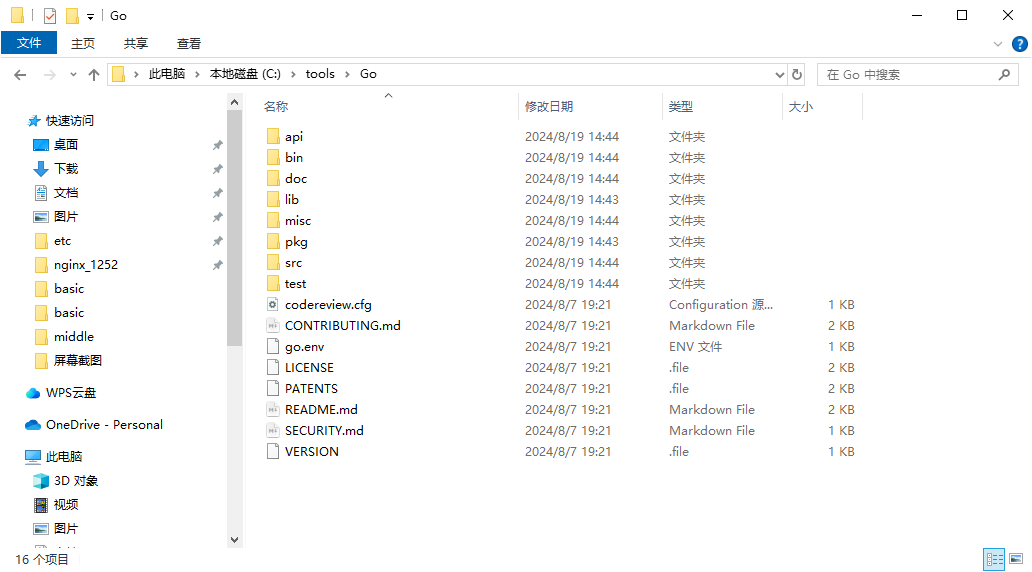 Go
文件 主页 共享 查看
此电脑 本地磁盘 (C:) tools Go
在 Go 中搜索
快速访问
桌面
下载
文档
图片
etc
nginx_1252
basic
basic
middle
屏幕截图
WPS云盘
OneDrive - Personal
此电脑
3D 对象
视频
图片
名称 修改日期 类型 大小
api 2024/8/19 14:44 文件夹
bin 2024/8/19 14:44 文件夹
doc 2024/8/19 14:44 文件夹
lib 2024/8/19 14:43 文件夹
misc 2024/8/19 14:44 文件夹
pkg 2024/8/19 14:43 文件夹
src 2024/8/19 14:44 文件夹
test 2024/8/19 14:44 文件夹
codereview.cfg 2024/8/7 19:21 Configuration 源... 1 KB
CONTRIBUTING.md 2024/8/7 19:21 Markdown File 2 KB
go.env 2024/8/7 19:21 ENV 文件 1 KB
LICENSE 2024/8/7 19:21 .file 2 KB
PATENTS 2024/8/7 19:21 .file 2 KB
README.md 2024/8/7 19:21 Markdown File 2 KB
SECURITY.md 2024/8/7 19:21 Markdown File 1 KB
VERSION 2024/8/7 19:21 .file 1 KB
16 个项目